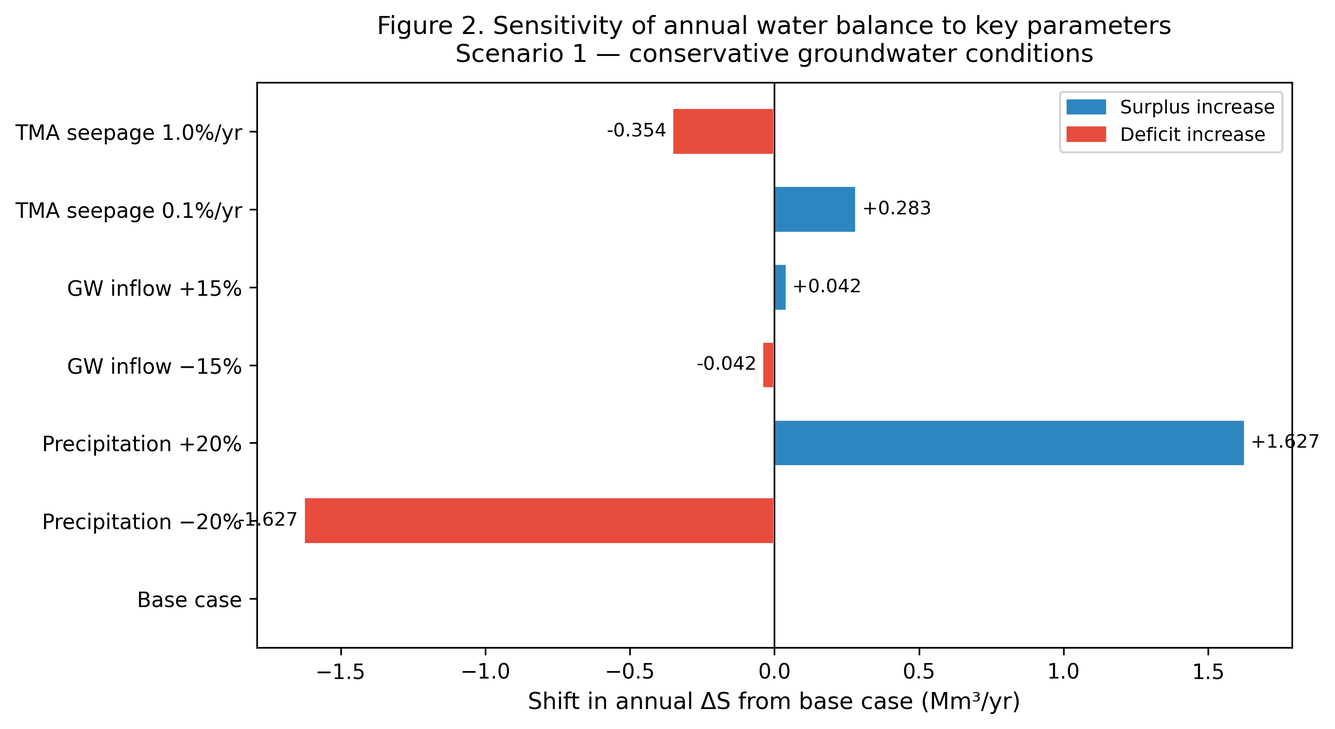 Figure 2. Sensitivity of annual water balance to key parameters
Scenario 1 — conservative groundwater conditions
Surplus increase
Deficit increase
TMA seepage 1.0%/yr
-0.354
TMA seepage 0.1%/yr
+0.283
GW inflow +15%
+0.042
GW inflow −15%
-0.042
Precipitation +20%
+1.627
Precipitation −20%
-1.627
Base case
−1.5 −1.0 −0.5 0.0 0.5 1.0 1.5
Shift in annual ΔS from base case (Mm³/yr)